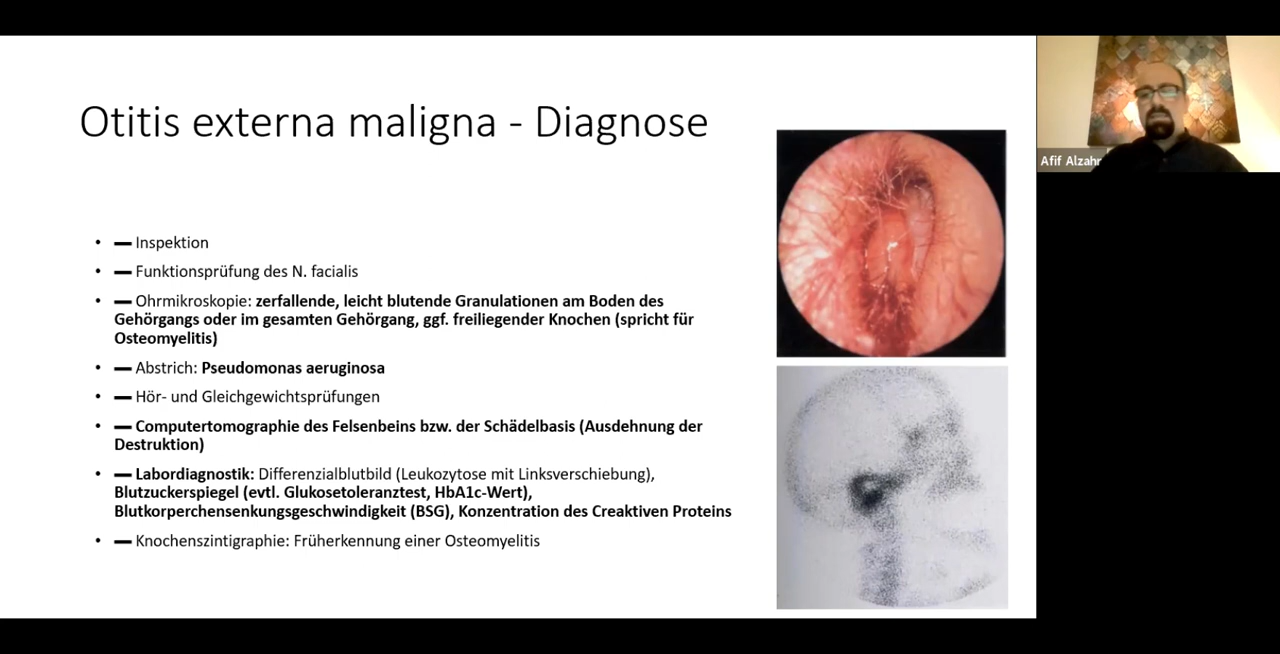 Otitis externa maligna - Diagnose
• — Inspektion
• — Funktionsprüfung des N. facialis
• — Ohrmikroskopie: zerfallende, leicht blutende Granulationen am Boden des
Gehörgangs oder im gesamten Gehörgang, ggf. freiliegender Knochen (spricht für
Osteomyelitis)
• — Abstrich: Pseudomonas aeruginosa
• — Hör- und Gleichgewichtsprüfungen
• — Computertomographie des Felsenbeins bzw. der Schädelbasis (Ausdehnung der
Destruktion)
• — Labordiagnostik: Differenzialblutbild (Leukozytose mit Linksverschiebung),
Blutzuckerspiegel (evtl. Glukosetoleranztest, HbA1c-Wert),
Blutkorperchensenkungsgeschwindigkeit (BSG), Konzentration des Creaktiven Proteins
• — Knochenszintigraphie: Früherkennung einer Osteomyelitis
Afif Alzahr